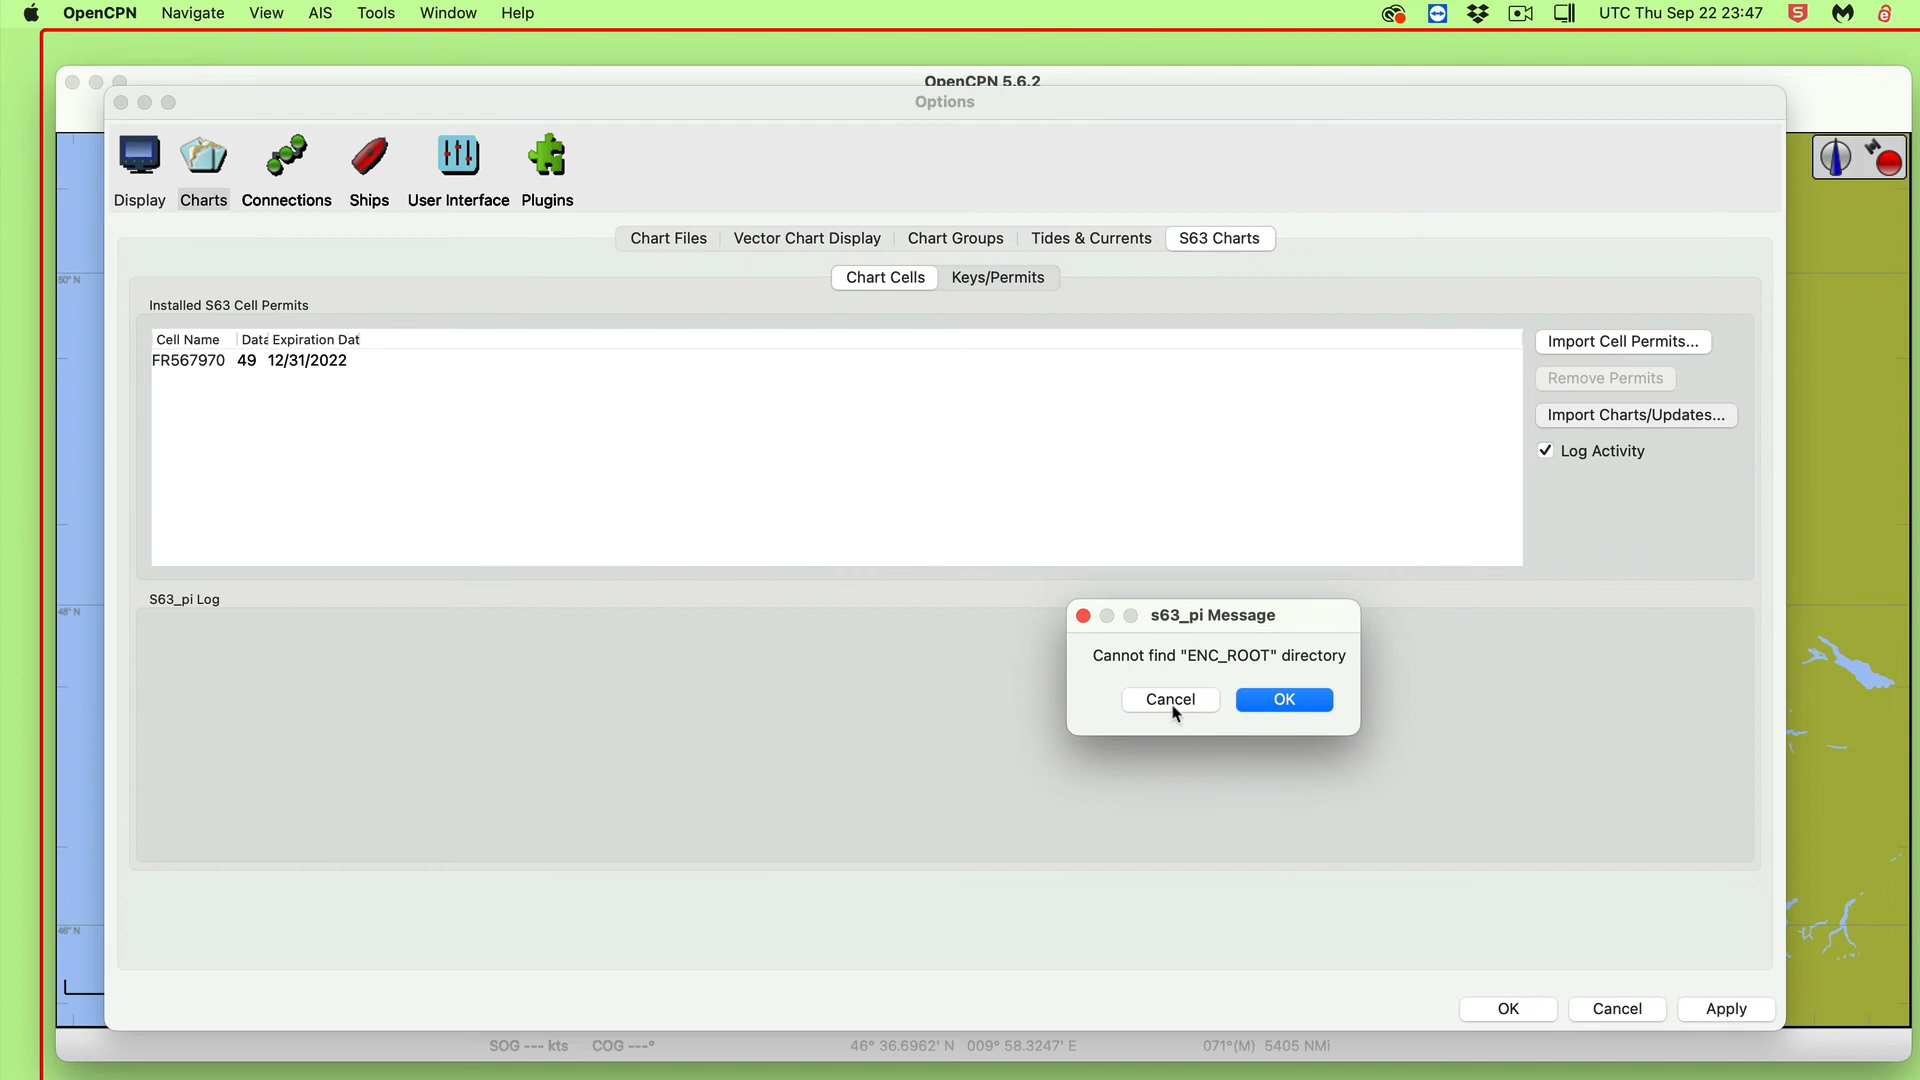 OpenCPN Navigate View AIS Tools Window Help UTC Thu Sep 22 23:47
OpenCPN 5.6.2
Options
Display Charts Connections Ships User Interface Plugins
Chart Files Vector Chart Display Chart Groups Tides & Currents S63 Charts
Chart Cells Keys/Permits
Installed S63 Cell Permits
Cell Name Data Expiration Dat
FR567970 49 12/31/2022
Import Cell Permits...
Remove Permits
Import Charts/Updates...
Log Activity
S63_pi Log
s63_pi Message
Cannot find "ENC_ROOT" directory
Cancel OK
50° N
48° N
46° N
OK Cancel Apply
SOG --- kts COG ---° 46° 36.6962' N 009° 58.3247' E 071°(M) 5405 NMi